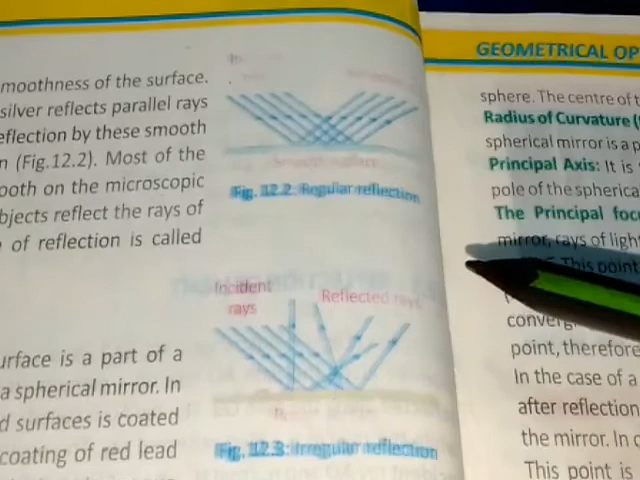 moothness of the surface.
silver reflects parallel rays
eflection by these smooth
n (Fig.12.2). Most of the
ooth on the microscopic
bjects reflect the rays of
of reflection is called
Fig. 12.2: Regular reflection
Incident
rays
Reflected rays
Fig. 12.3: Irregular reflection
urface is a part of a
a spherical mirror. In
d surfaces is coated
coating of red lead
GEOMETRICAL OP
sphere. The centre of t
Radius of Curvature (
spherical mirror is a p
Principal Axis: It is
pole of the spherica
The Principal foc
mirror, rays of light
This point
converg
point, therefore
In the case of a
after reflection
the mirror. In c
This point is